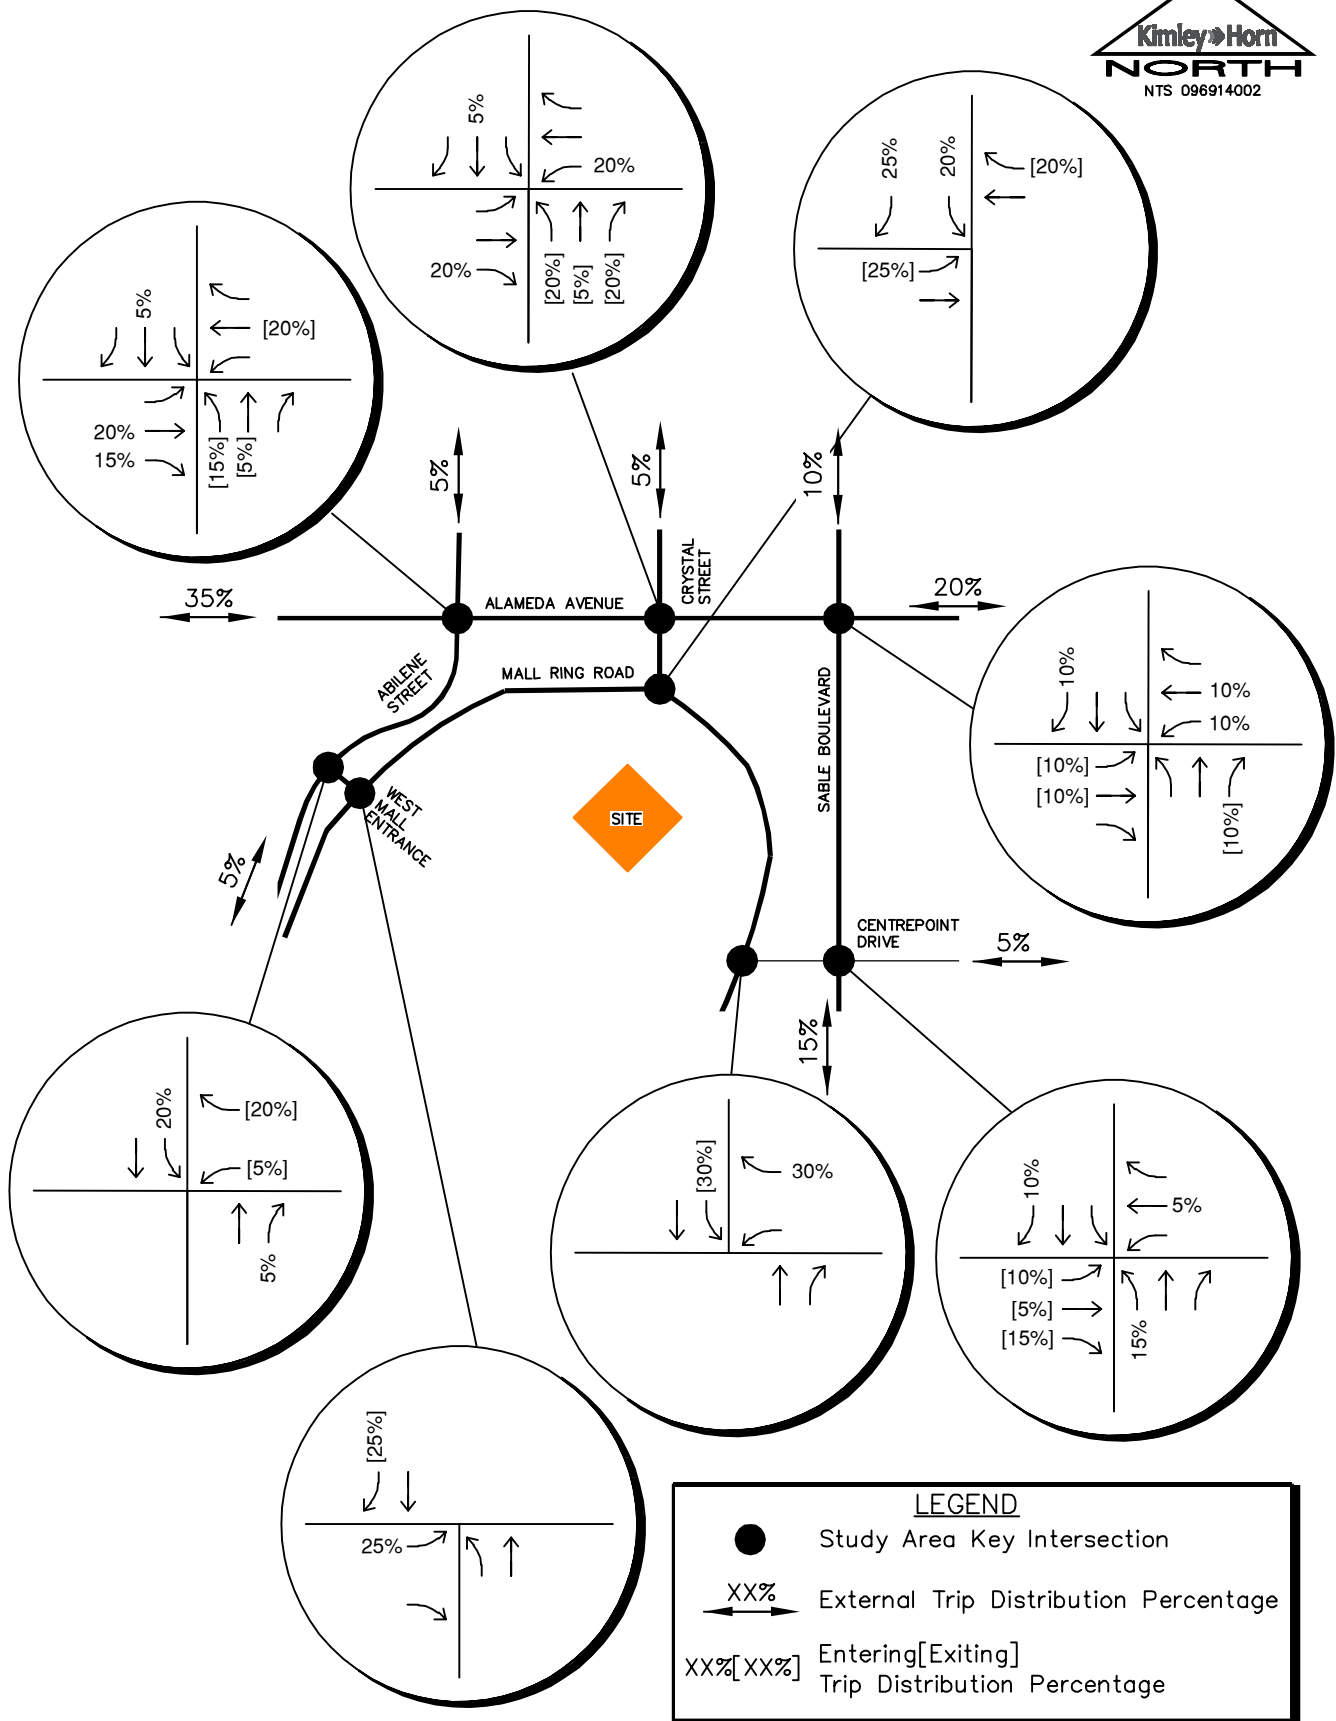 Kimley»Horn
NORTH
NTS 096914002
5%
20%
20%
[20%]
[5%]
[20%]
25%
20%
[20%]
[25%]
5%
[20%]
20%
15%
[15%]
[5%]
5%
5%
10%
35%
20%
ALAMEDA AVENUE
CRYSTAL
STREET
MALL RING ROAD
ABILENE
STREET
SABLE BOULEVARD
10%
10%
10%
[10%]
[10%]
[10%]
WEST
MALL
ENTRANCE
SITE
5%
CENTREPOINT
DRIVE
5%
15%
20%
[20%]
[5%]
5%
[30%]
30%
10%
5%
[10%]
[5%]
[15%]
15%
[25%]
25%
LEGEND
Study Area Key Intersection
XX%
External Trip Distribution Percentage
XX%[XX%]
Entering[Exiting]
Trip Distribution Percentage